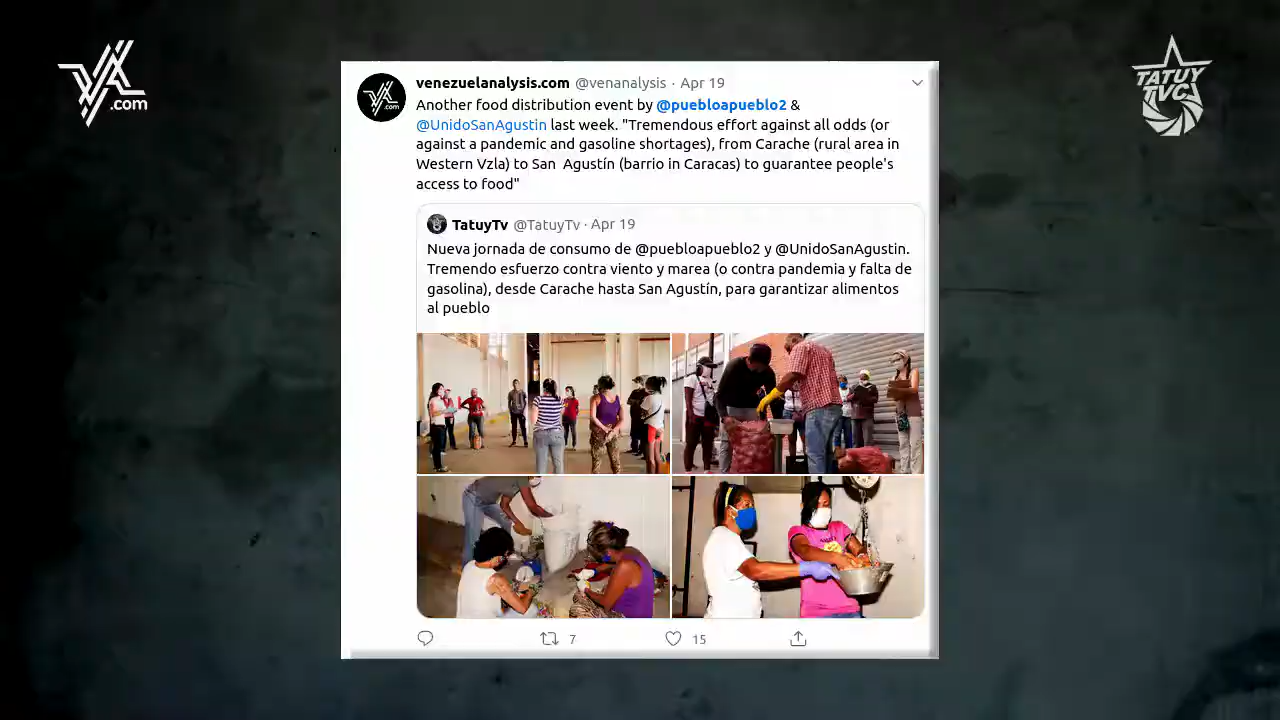 VA
.com
TATUY
TVC
venezuelanalysis.com @venanalysis · Apr 19
Another food distribution event by @puebloapueblo2 &
@UnidoSanAgustin last week. "Tremendous effort against all odds (or
against a pandemic and gasoline shortages), from Carache (rural area in
Western Vzla) to San Agustín (barrio in Caracas) to guarantee people's
access to food"
TatuyTv @TatuyTv · Apr 19
Nueva jornada de consumo de @puebloapueblo2 y @UnidoSanAgustin.
Tremendo esfuerzo contra viento y marea (o contra pandemia y falta de
gasolina), desde Carache hasta San Agustín, para garantizar alimentos
al pueblo
7
15